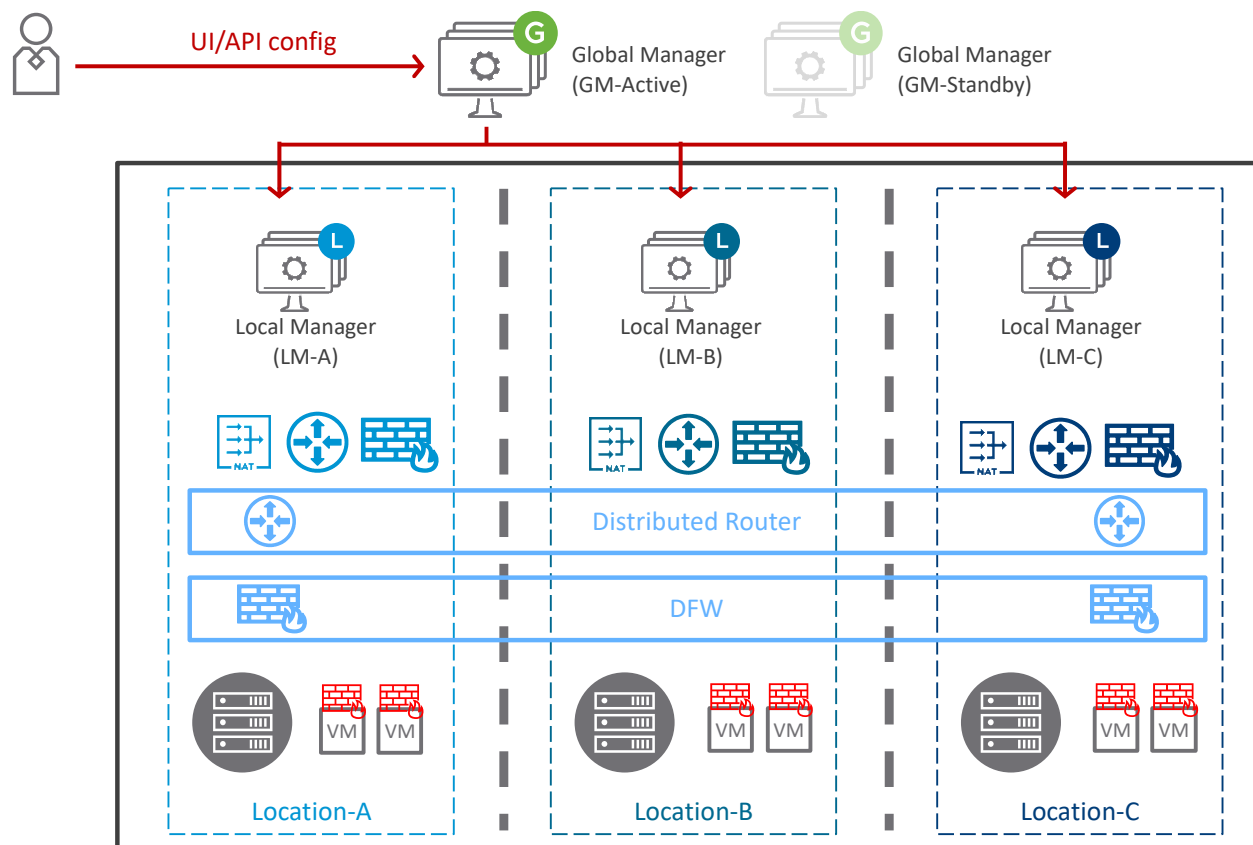 UI/API config
G
Global Manager
(GM-Active)
G
Global Manager
(GM-Standby)
L
Local Manager
(LM-A)
L
Local Manager
(LM-B)
L
Local Manager
(LM-C)
NAT
NAT
NAT
Distributed Router
DFW
VM
VM
VM
VM
VM
VM
Location-A
Location-B
Location-C